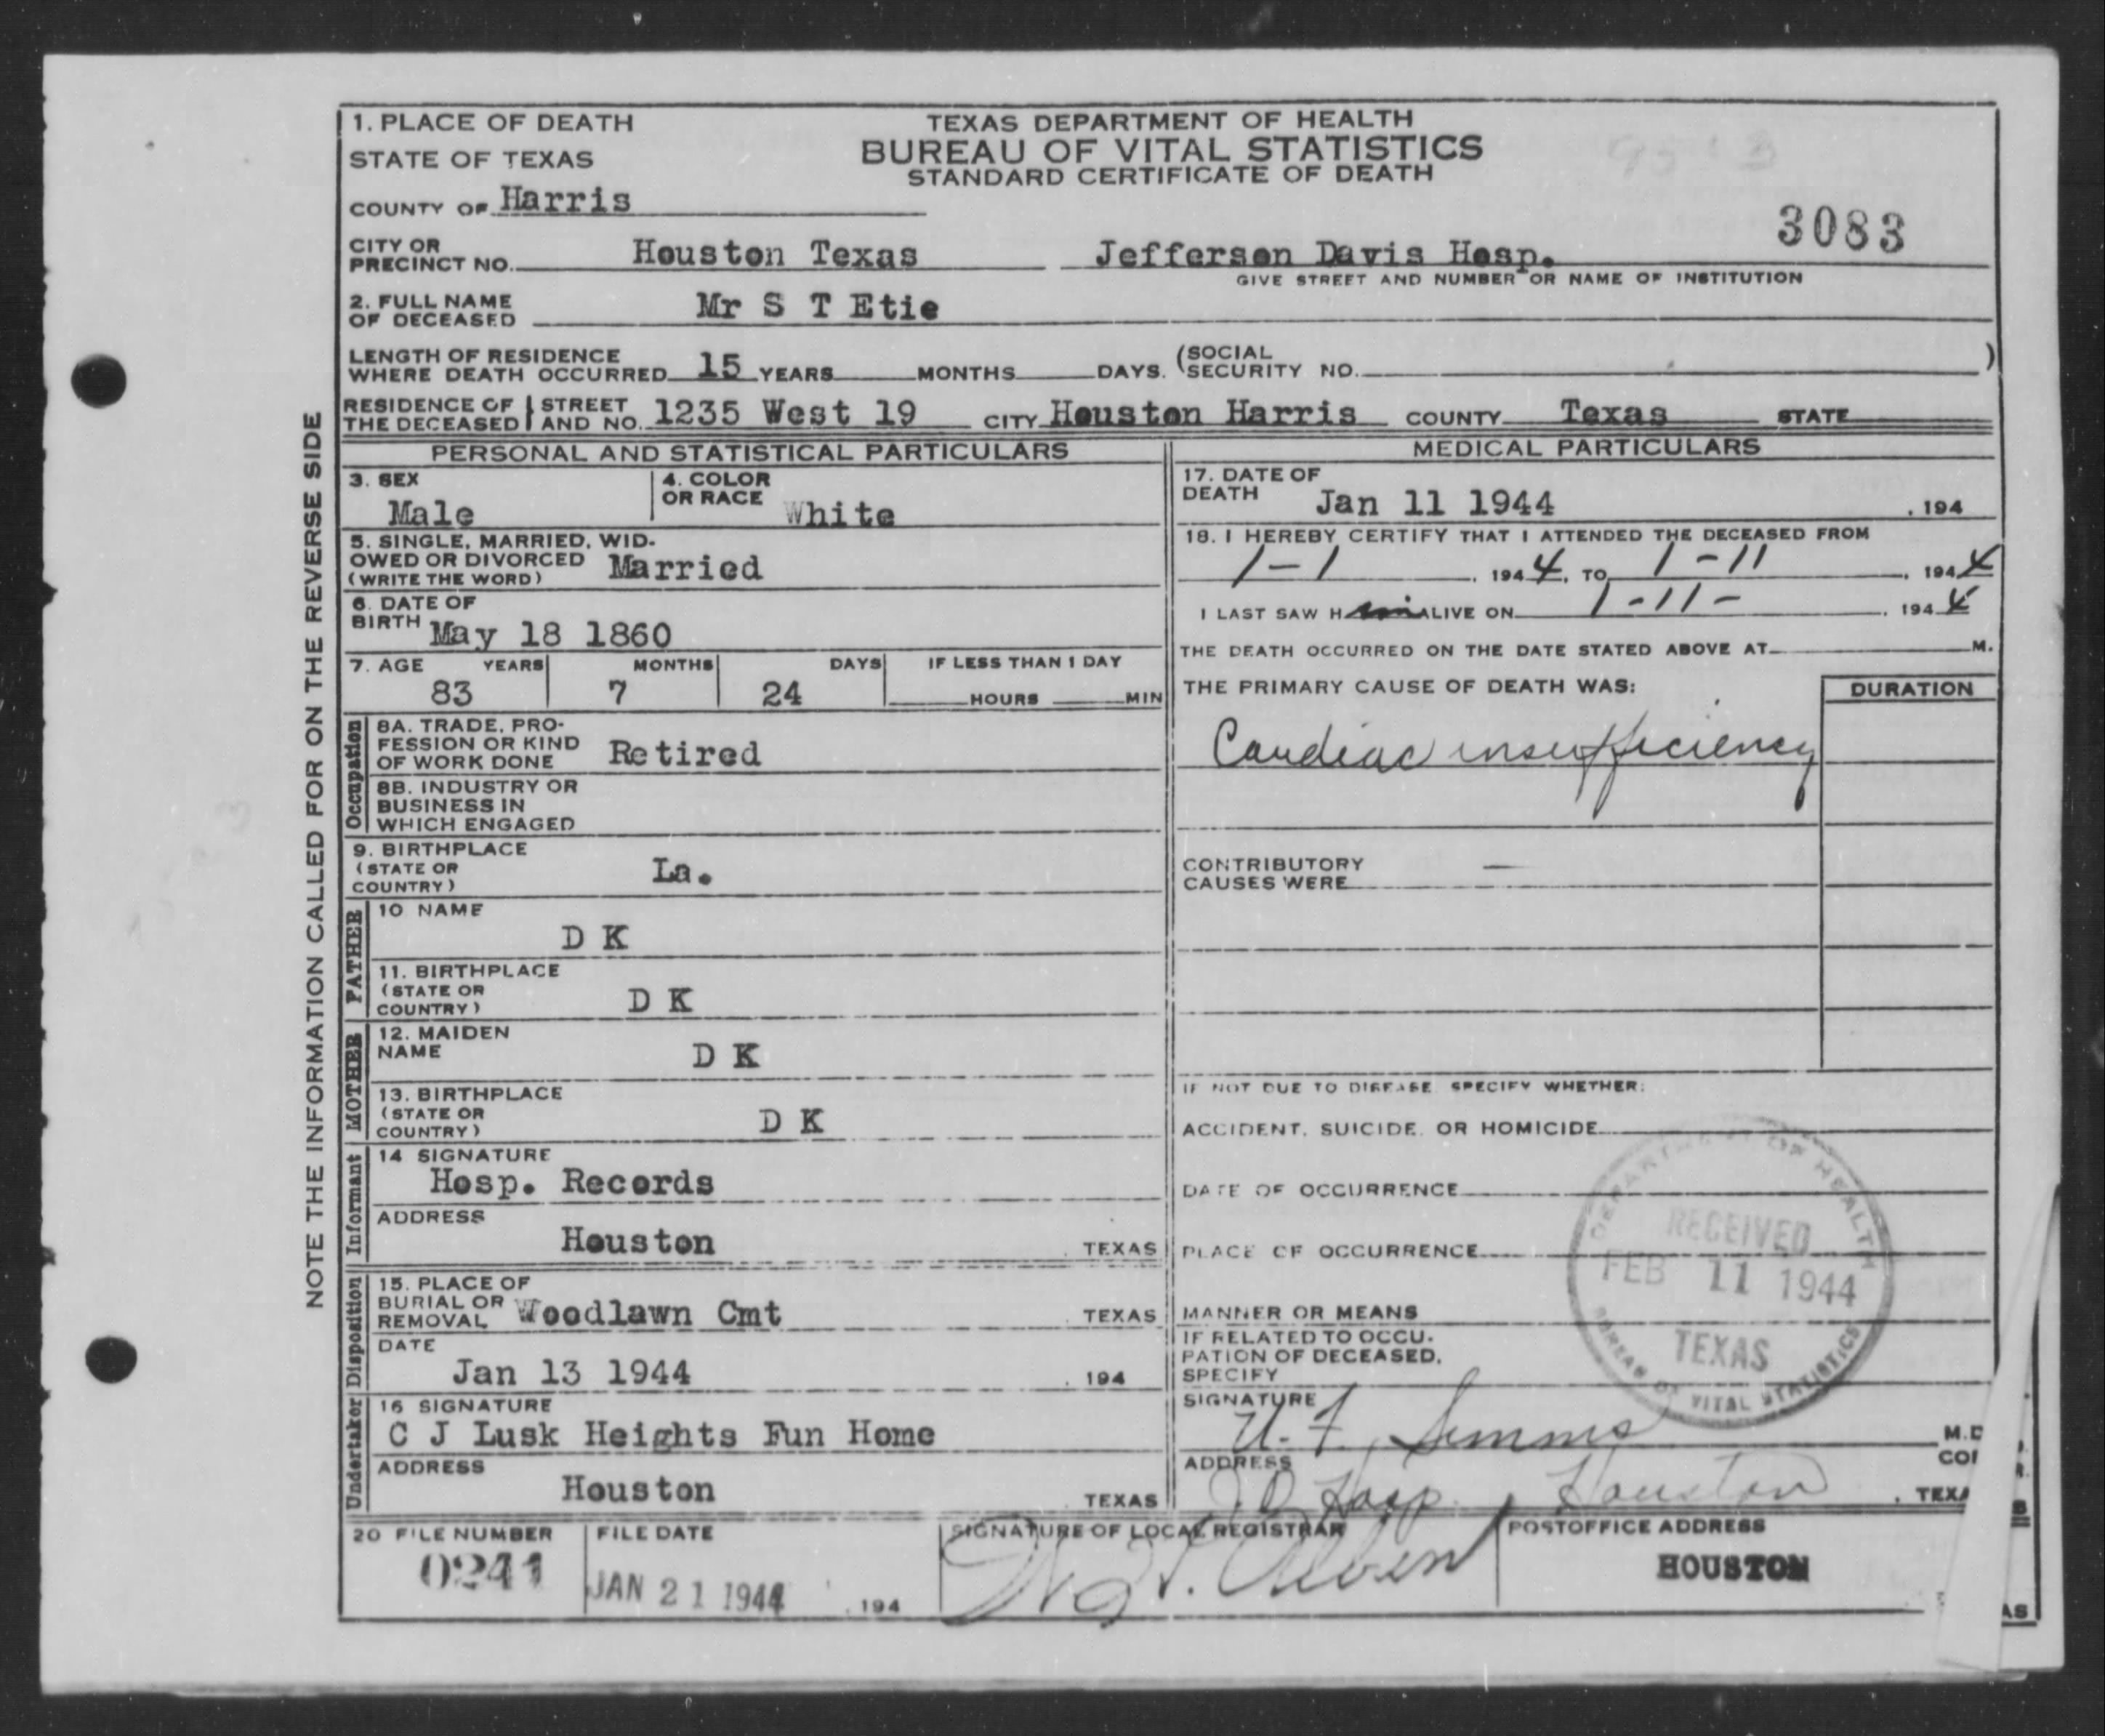 NOTE THE INFORMATION CALLED FOR ON THE REVERSE SIDE
TEXAS DEPARTMENT OF HEALTH
BUREAU OF VITAL STATISTICS
STANDARD CERTIFICATE OF DEATH
3083
1. PLACE OF DEATH
STATE OF TEXAS
COUNTY OF Harris
CITY OR PRECINCT NO. Houston Texas Jefferson Davis Hosp.
GIVE STREET AND NUMBER OR NAME OF INSTITUTION
2. FULL NAME OF DECEASED Mr S T Etie
LENGTH OF RESIDENCE WHERE DEATH OCCURRED 15 YEARS MONTHS DAYS. (SOCIAL SECURITY NO. )
RESIDENCE OF THE DECEASED STREET AND NO. 1235 West 19 CITY Houston Harris COUNTY Texas STATE
PERSONAL AND STATISTICAL PARTICULARS
3. SEX Male
4. COLOR OR RACE White
5. SINGLE, MARRIED, WID-
OWED OR DIVORCED Married
(WRITE THE WORD)
6. DATE OF
BIRTH May 18 1860
7. AGE YEARS MONTHS DAYS IF LESS THAN 1 DAY
83 7 24 HOURS MIN
Occupation
8A. TRADE, PRO-
FESSION OR KIND
OF WORK DONE Retired
8B. INDUSTRY OR
BUSINESS IN
WHICH ENGAGED
9. BIRTHPLACE
(STATE OR
COUNTRY) La.
FATHER
10 NAME
D K
11. BIRTHPLACE
(STATE OR
COUNTRY) D K
MOTHER
12. MAIDEN
NAME D K
13. BIRTHPLACE
(STATE OR
COUNTRY) D K
Informant
14 SIGNATURE
Hosp. Records
ADDRESS
Houston TEXAS
Disposition
15. PLACE OF
BURIAL OR
REMOVAL Woodlawn Cmt TEXAS
DATE
Jan 13 1944 , 194
Undertaker
16 SIGNATURE
C J Lusk Heights Fun Home
ADDRESS
Houston TEXAS
MEDICAL PARTICULARS
17. DATE OF
DEATH Jan 11 1944 , 194
18. I HEREBY CERTIFY THAT I ATTENDED THE DECEASED FROM
1-1 , 1944, TO 1-11 , 1944
I LAST SAW H im ALIVE ON 1-11- , 1944
THE DEATH OCCURRED ON THE DATE STATED ABOVE AT M.
THE PRIMARY CAUSE OF DEATH WAS: DURATION
Cardiac insufficiency
CONTRIBUTORY
CAUSES WERE —
IF NOT DUE TO DISEASE SPECIFY WHETHER:
ACCIDENT, SUICIDE, OR HOMICIDE
DATE OF OCCURRENCE
PLACE OF OCCURRENCE
MANNER OR MEANS
IF RELATED TO OCCU-
PATION OF DECEASED,
SPECIFY
DEPARTMENT OF HEALTH
RECEIVED
FEB 11 1944
TEXAS
BUREAU OF VITAL STATISTICS
SIGNATURE
U. F. Simms M.D
ADDRESS
J D Hosp. Houston , TEXA
20 FILE NUMBER
0241
FILE DATE
JAN 21 1944 , 194
SIGNATURE OF LOCAL REGISTRAR
POSTOFFICE ADDRESS
HOUSTON